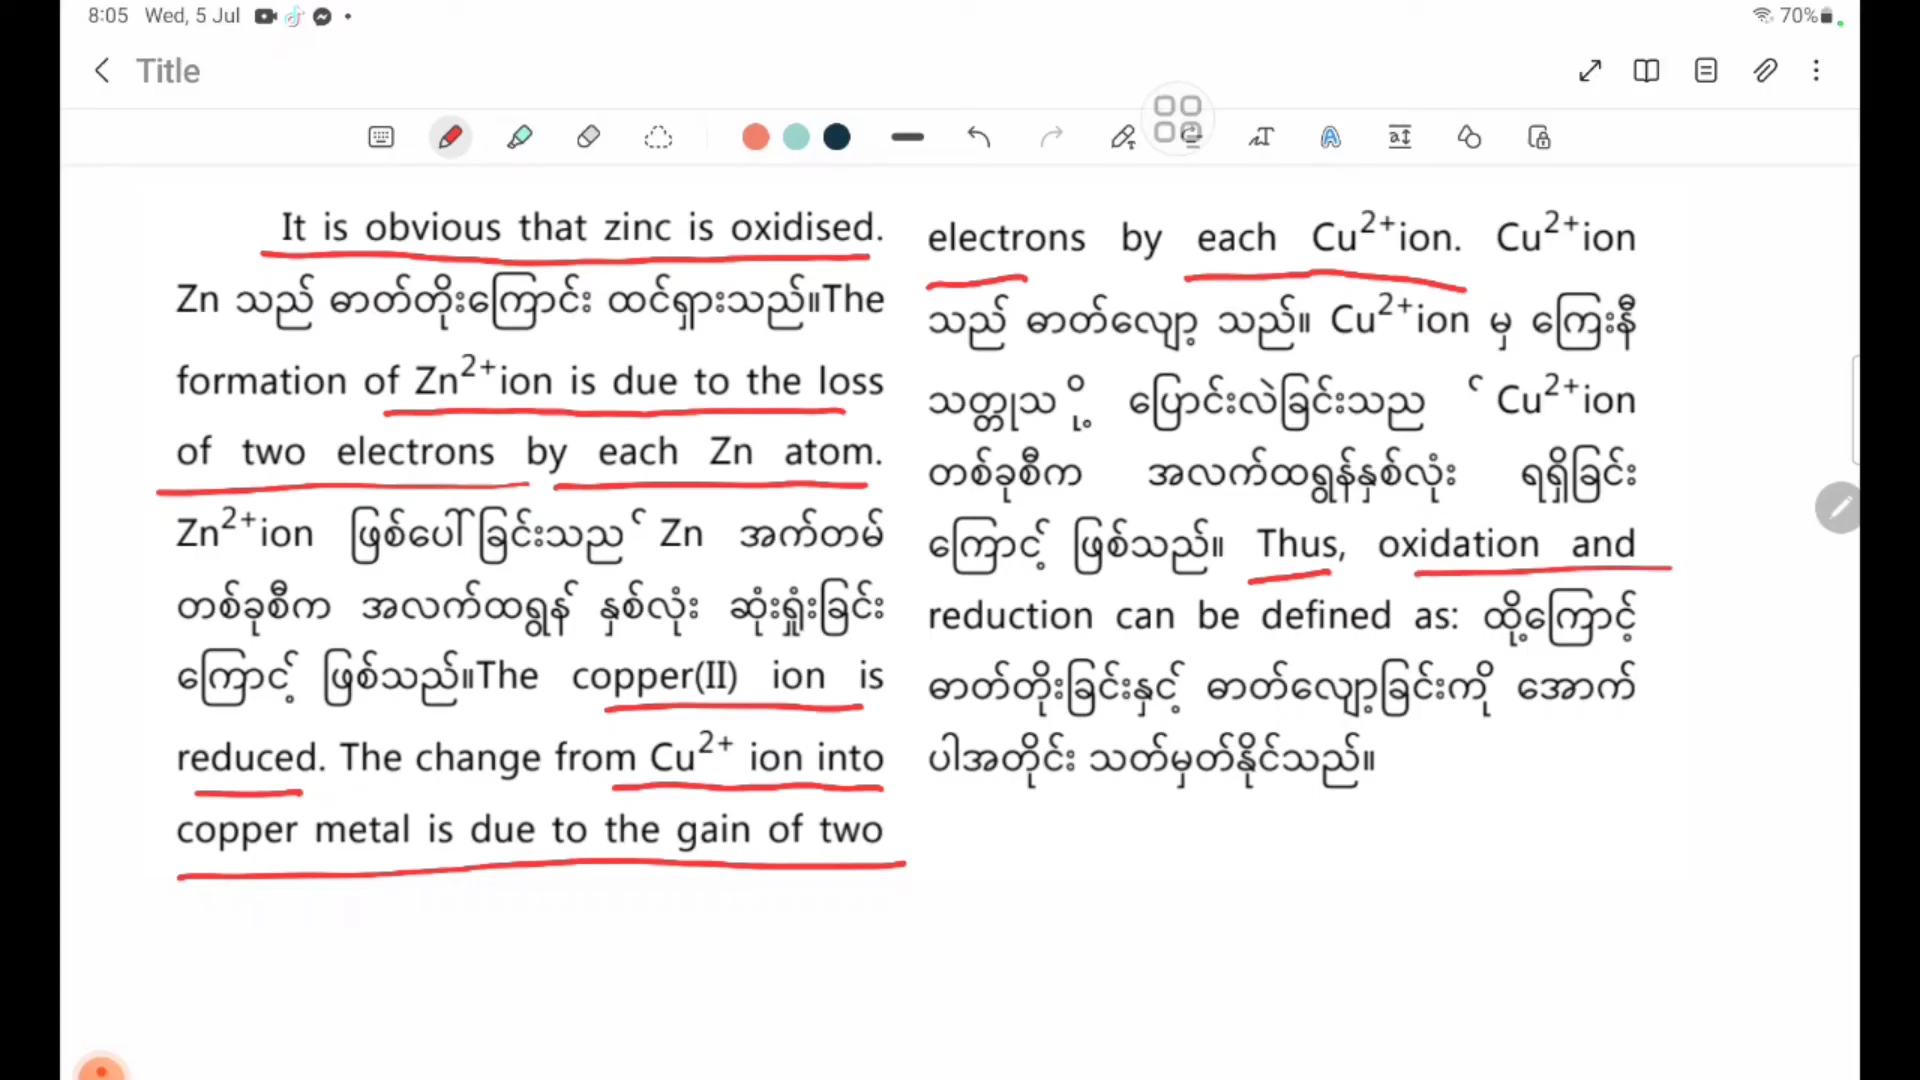 8:05 Wed, 5 Jul
70%
Title
It is obvious that zinc is oxidised.
Zn သည် ဓာတ်တိုးကြောင်း ထင်ရှားသည်။The
formation of Zn²⁺ion is due to the loss
of two electrons by each Zn atom.
Zn²⁺ion ဖြစ်ပေါ်ခြင်းသည် Zn အက်တမ်
တစ်ခုစီက အလက်ထရွန် နှစ်လုံး ဆုံးရှုံးခြင်း
ကြောင့် ဖြစ်သည်။The copper(II) ion is
reduced. The change from Cu²⁺ ion into
copper metal is due to the gain of two
electrons by each Cu²⁺ion. Cu²⁺ion
သည် ဓာတ်လျော့ သည်။ Cu²⁺ion မှ ကြေးနီ
သတ္တုသို့ ပြောင်းလဲခြင်းသည် Cu²⁺ion
တစ်ခုစီက အလက်ထရွန်နှစ်လုံး ရရှိခြင်း
ကြောင့် ဖြစ်သည်။ Thus, oxidation and
reduction can be defined as: ထို့ကြောင့်
ဓာတ်တိုးခြင်းနှင့် ဓာတ်လျော့ခြင်းကို အောက်
ပါအတိုင်း သတ်မှတ်နိုင်သည်။